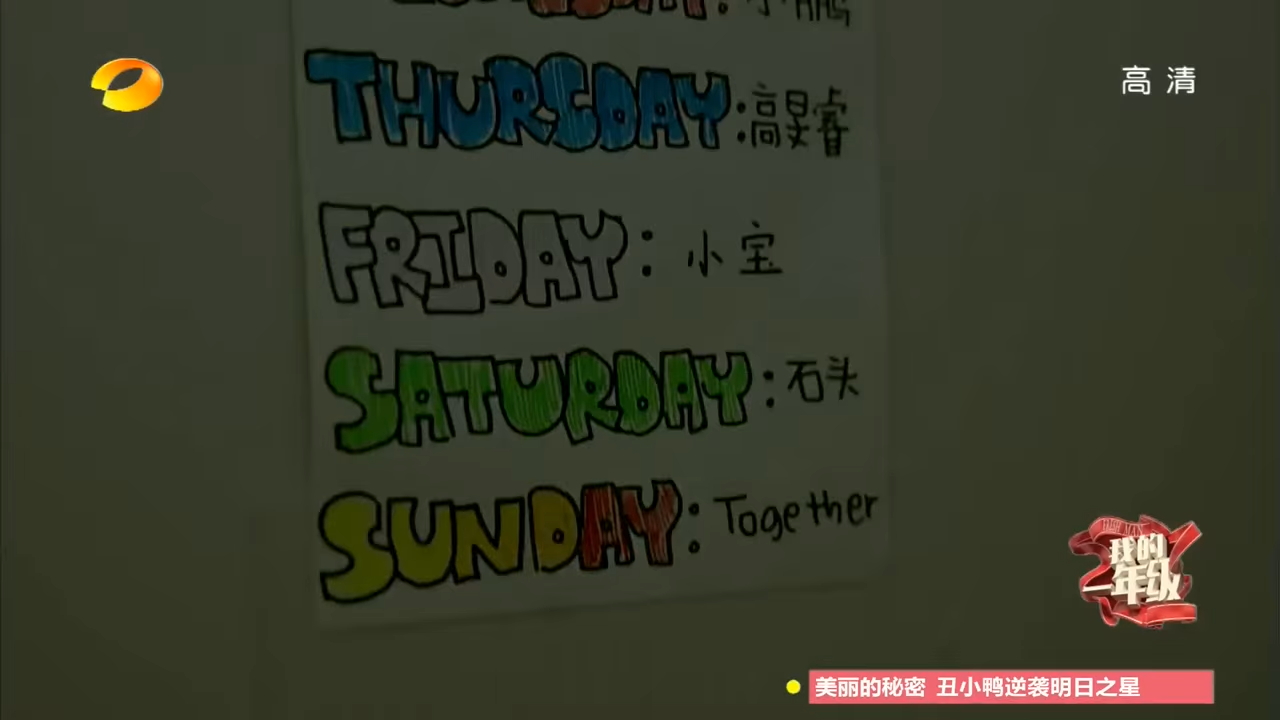 高清
THURSDAY:高旻睿
FRIDAY:小宝
SATURDAY:石头
SUNDAY:Together
我的
一年级
美丽的秘密 丑小鸭逆袭明日之星